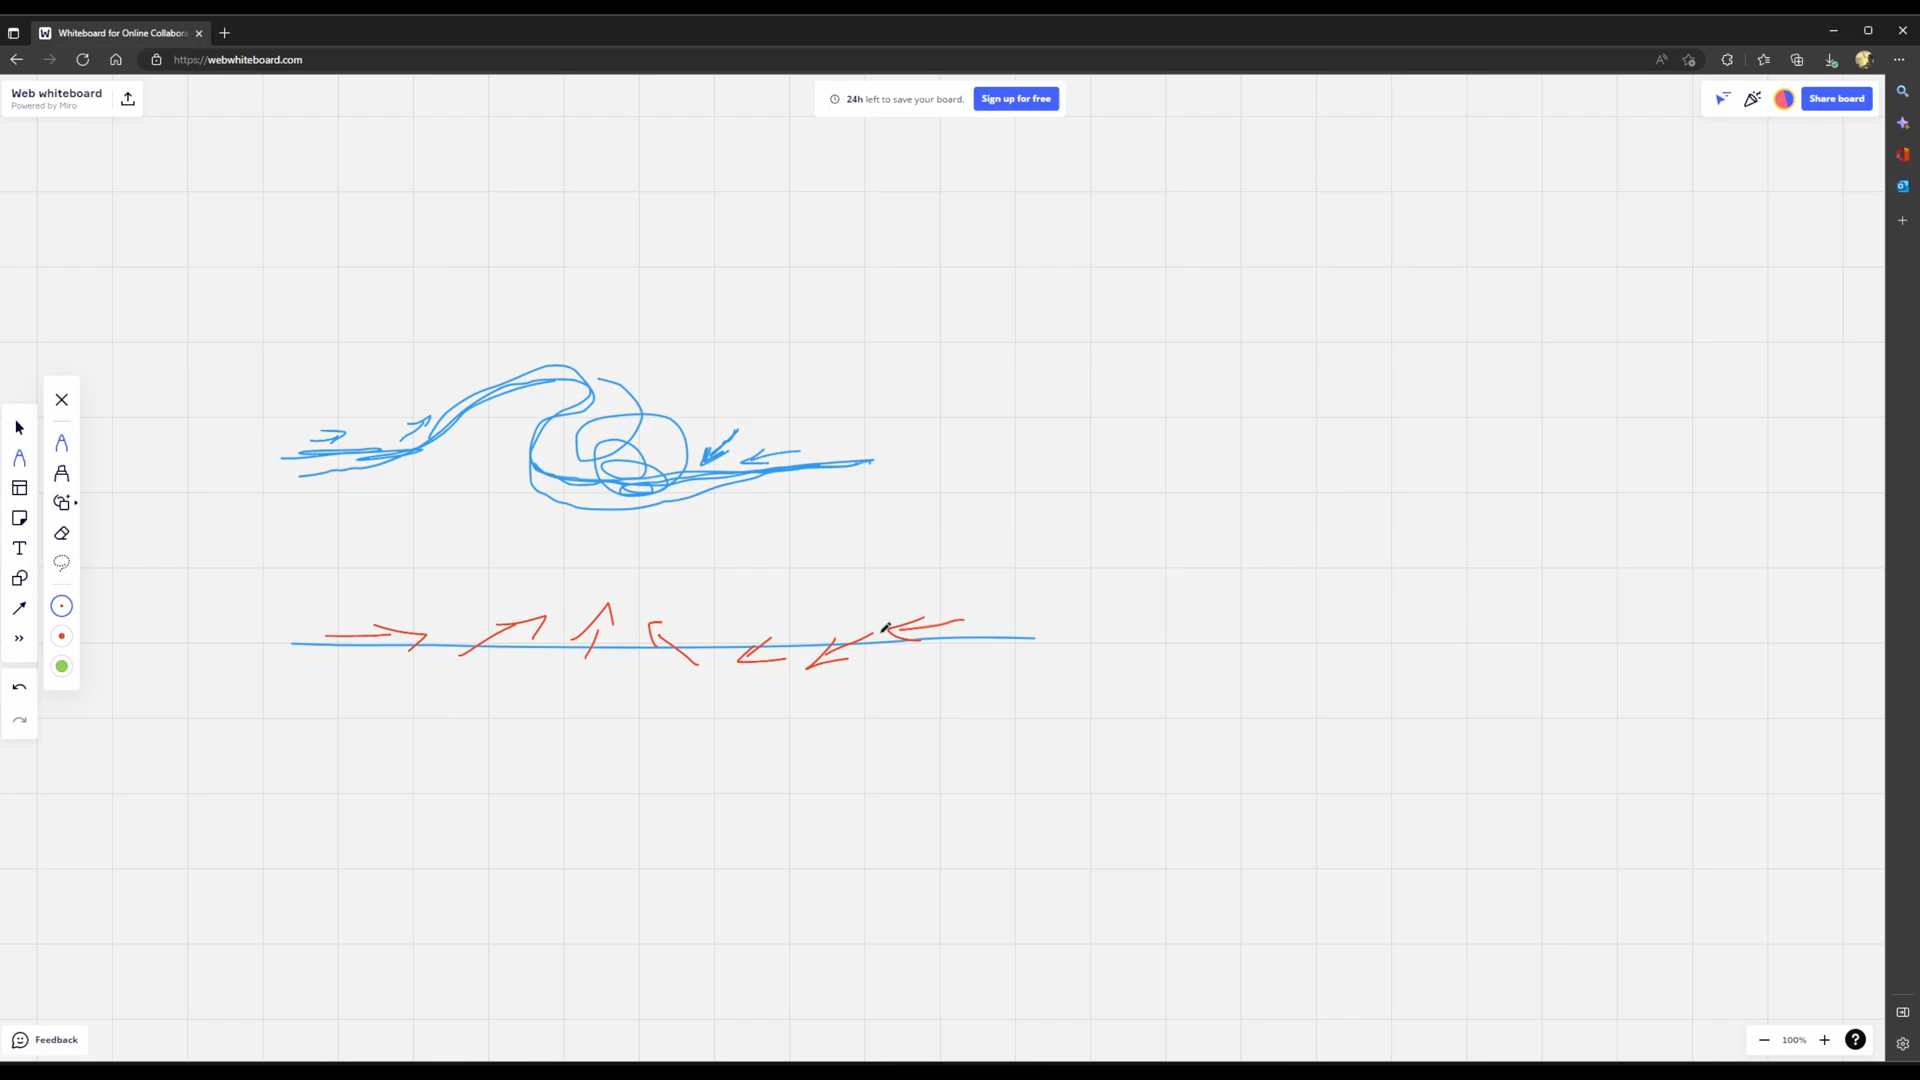 Whiteboard for Online Collabora
https://webwhiteboard.com
Web whiteboard
Powered by Miro
24h left to save your board.
Sign up for free
Share board
Feedback
100%